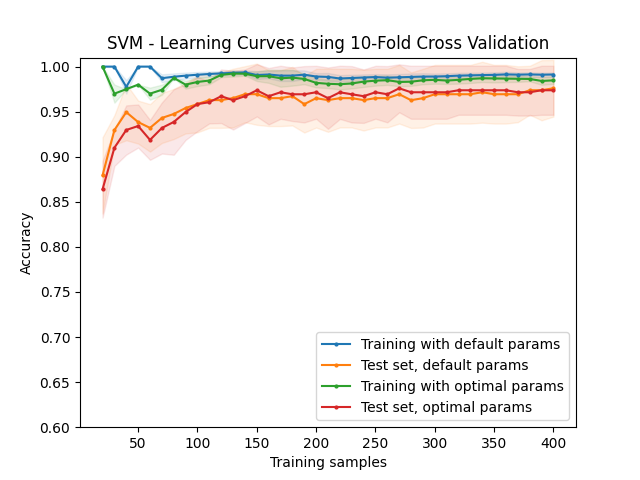 SVM - Learning Curves using 10-Fold Cross Validation
1.00
0.95
0.90
0.85
0.80
0.75
0.70
0.65
0.60
Accuracy
50
100
150
200
250
300
350
400
Training samples
Training with default params
Test set, default params
Training with optimal params
Test set, optimal params